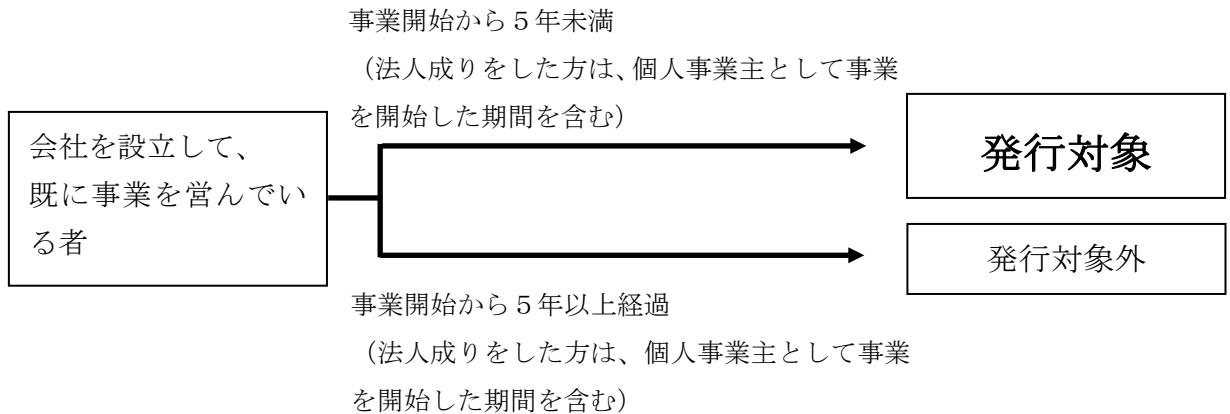 事業開始から５年未満
（法人成りをした方は、個人事業主として事業
を開始した期間を含む）
会社を設立して、
既に事業を営んでい
る者
発行対象
発行対象外
事業開始から５年以上経過
（法人成りをした方は、個人事業主として事業
を開始した期間を含む）